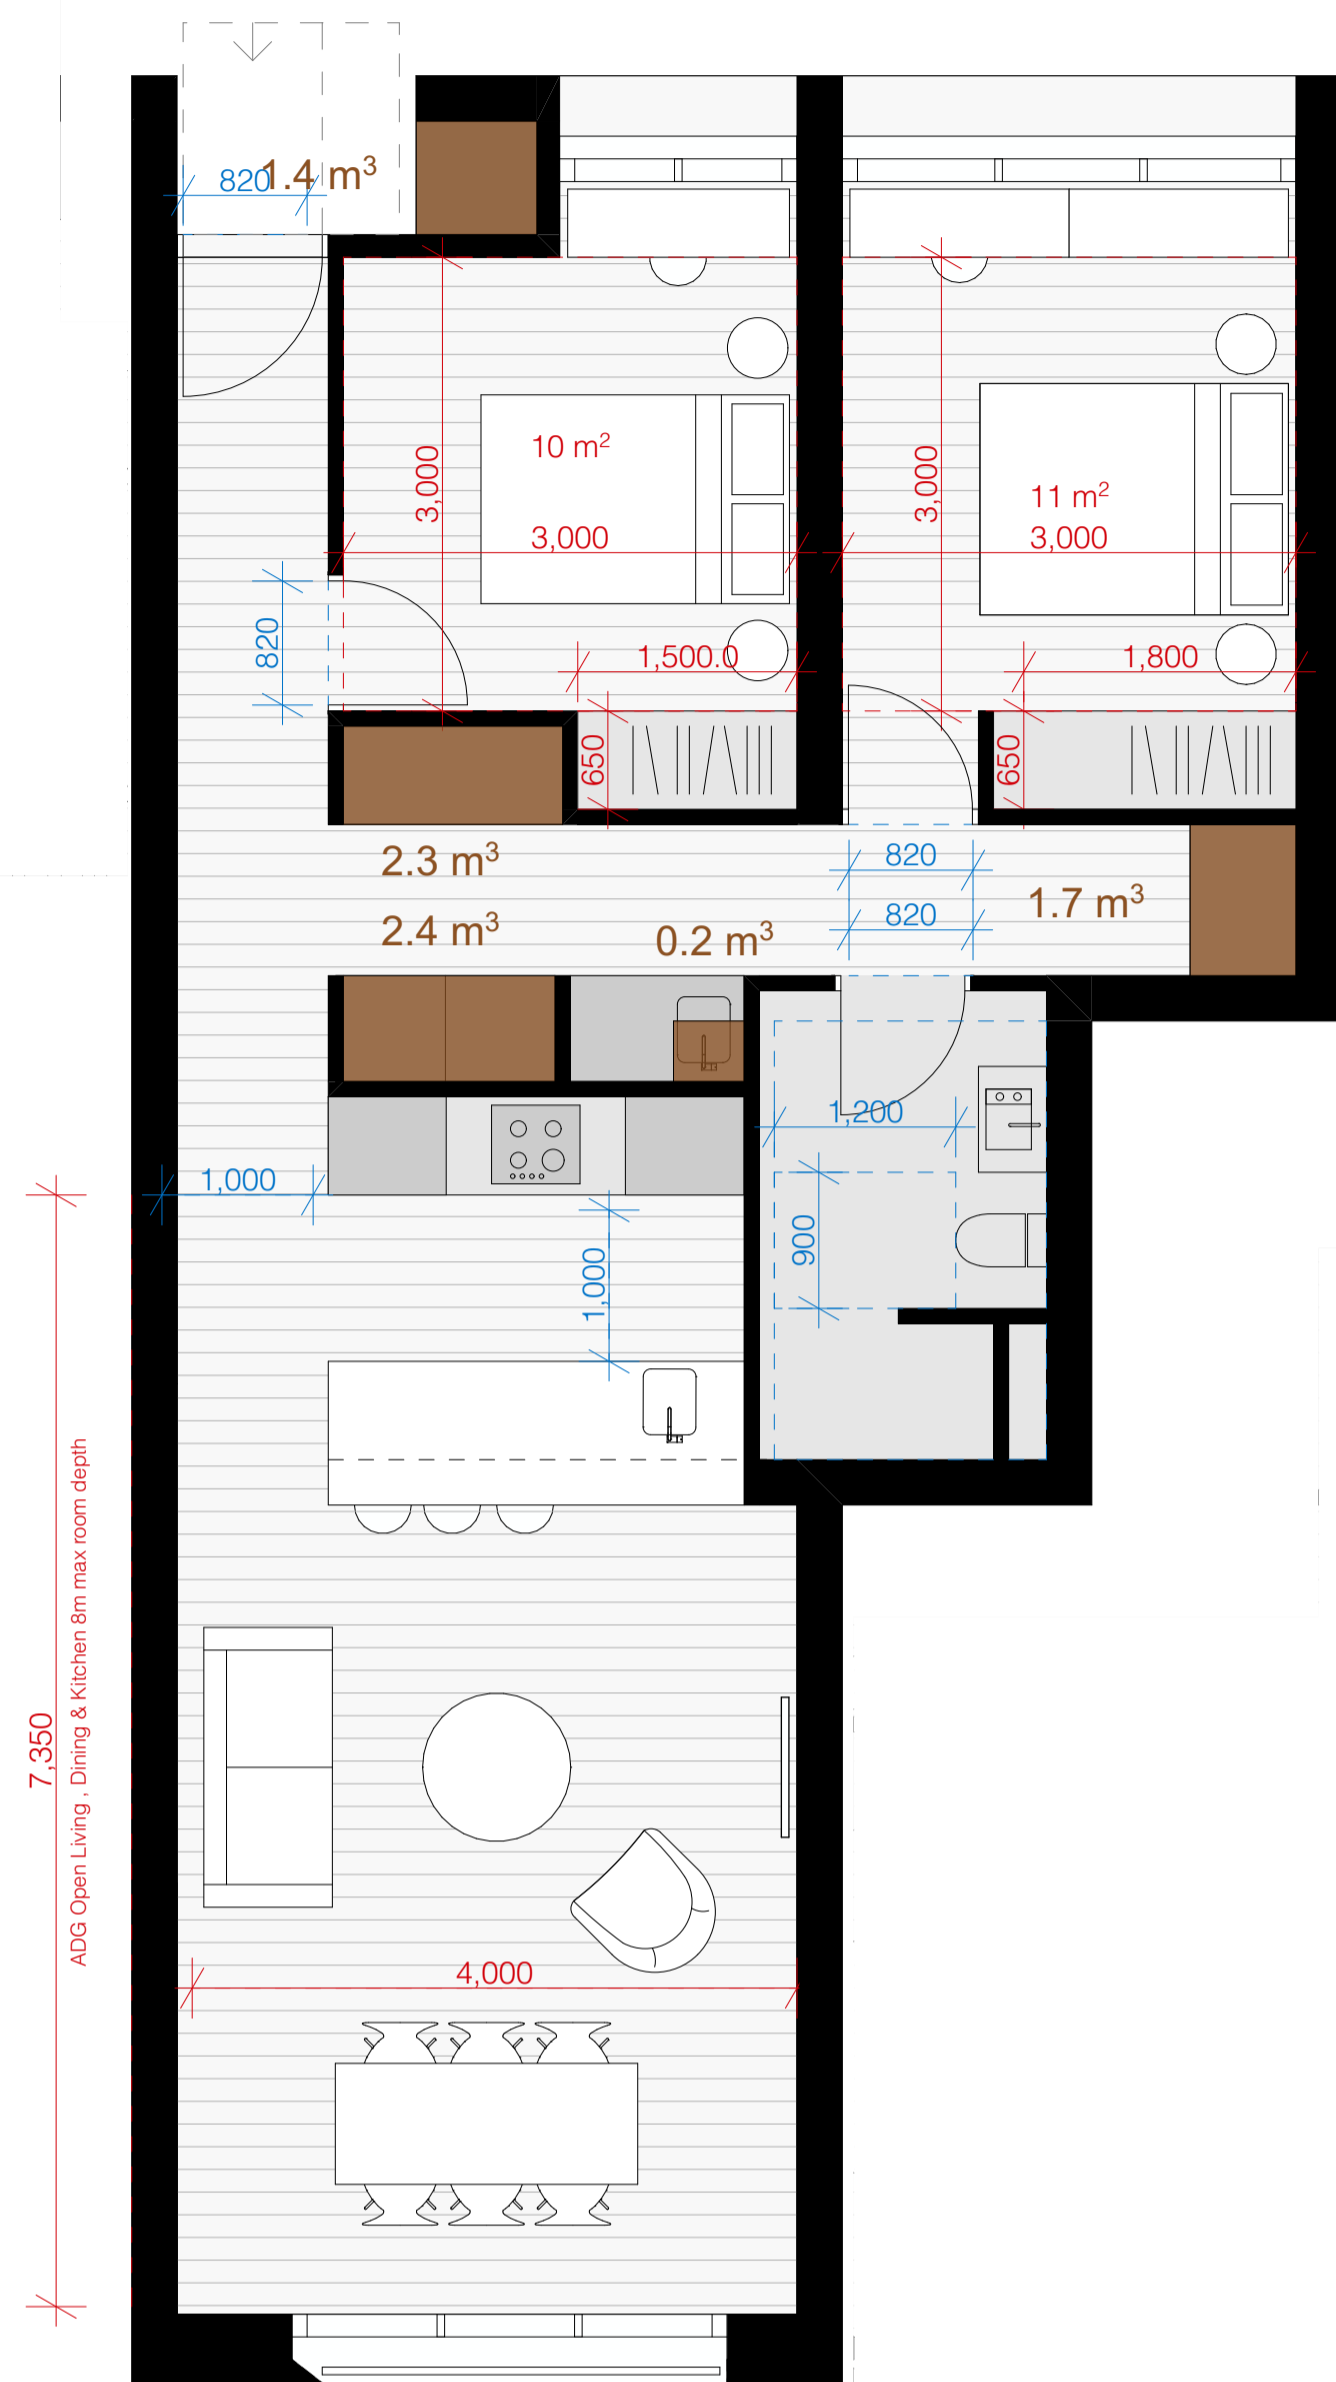 820
1.4 m³
10 m²
3,000
3,000
11 m²
3,000
3,000
820
1,500.0
1,800
650
650
2.3 m³
820
2.4 m³
0.2 m³
820
1.7 m³
1,200
1,000
900
1,000
7,350
ADG Open Living , Dining & Kitchen 8m max room depth
4,000